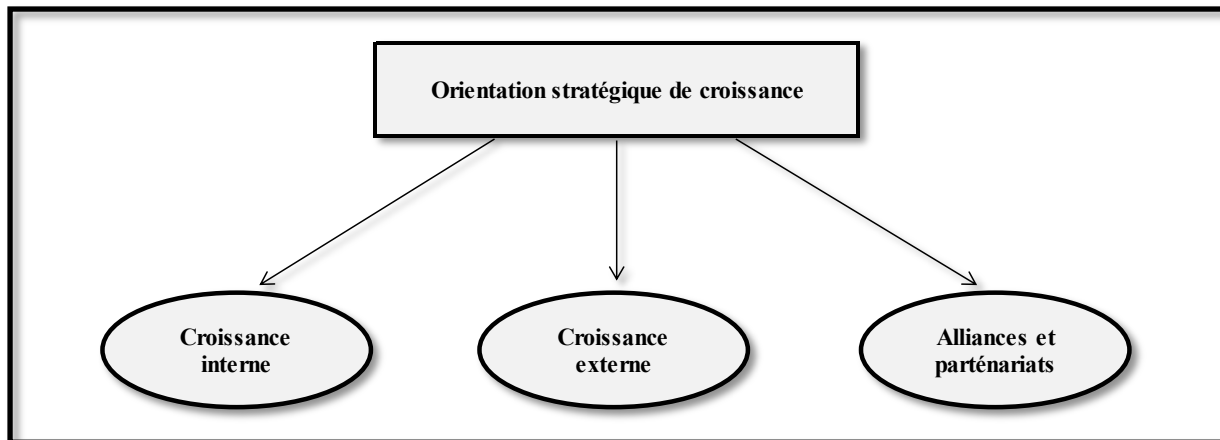 Orientation stratégique de croissance
Croissance
interne
Croissance
externe
Alliances et
parténariats